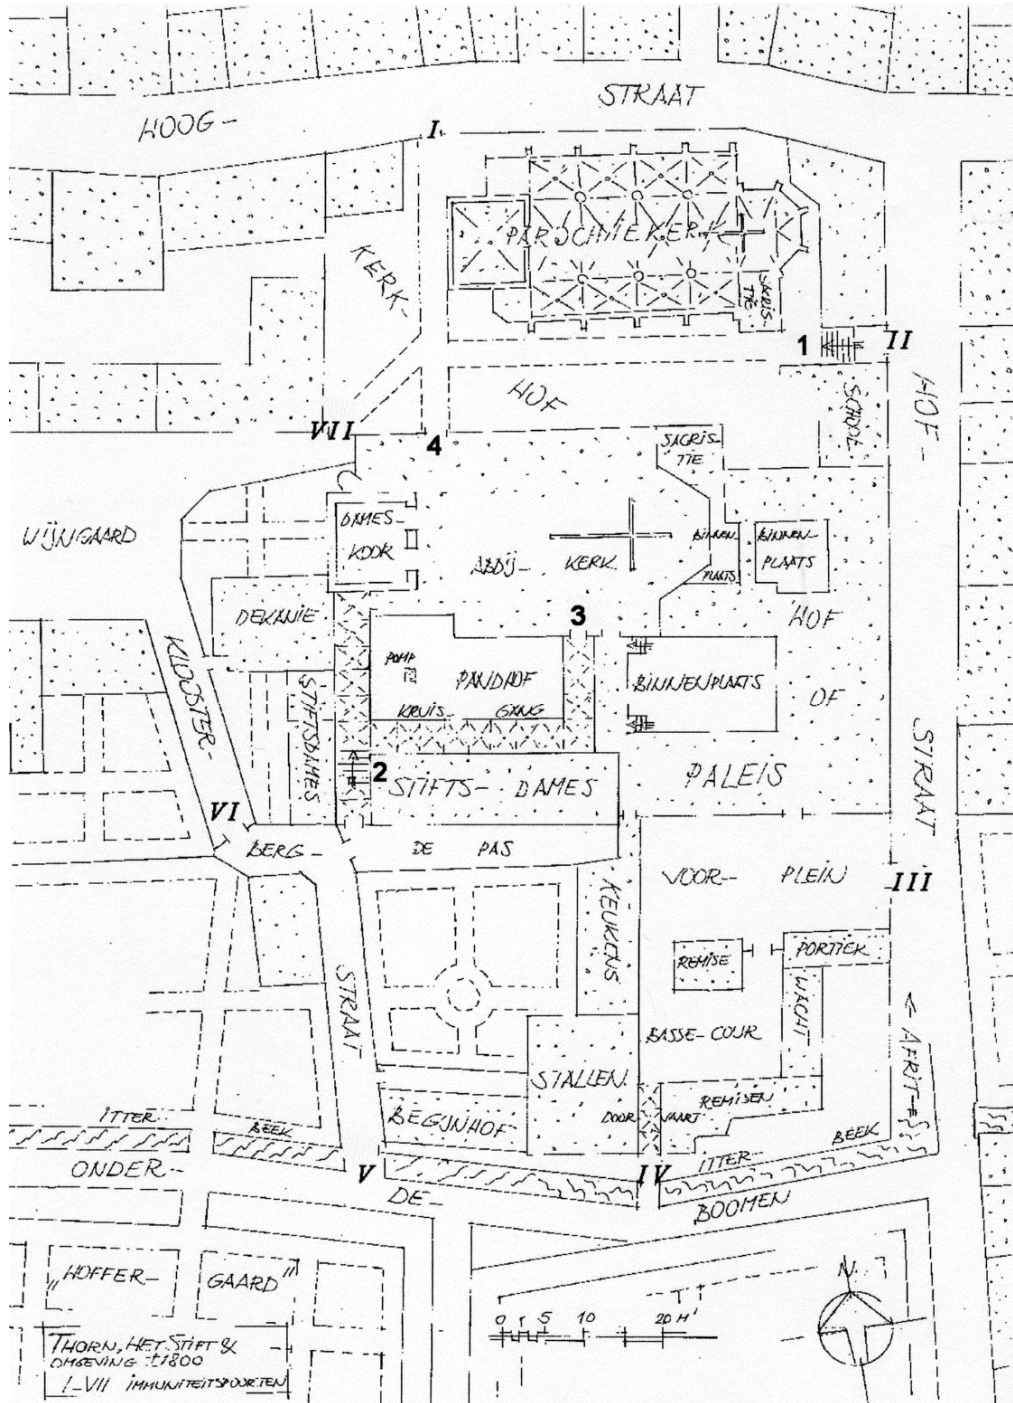 HOOG-
STRAAT
I
PAROCHIEKERK
KERK-
SACRIS-
TIE
1
II
HOF
HOF-
SCHOOL
VII
4
SACRIS-
TIE
WIJNGAARD
DAMES-
KOOR
ABDIJ-
KERK
BINNEN
PLAATS
BINNEN-
PLAATS
DEKANIE
3
HOF
POMP
PANDHOF
BINNENPLAATS
OF
KLOOSTER-
STIFTSDAMES
KRUIS-
GANG
STRAAT
2
STIFTS-
DAMES
PALEIS
VI
BERG-
DE PAS
VOOR-
PLEIN
III
KEUKENS
REMISE
PORTIEK
WACHT
STRAAT
BASSE-COUR
< AFRIT-ES
STALLEN
ITTER-
BEEK
BEGIJNHOF
DOOR
VAART
REMISEN
ITTER-
BEEK
ONDER-
V
DE-
IV
BOOMEN
"HOFFER-
GAARD"
N
0 1 5 10 20 M
THORN, HET STIFT &
OMGEVING ±1800
I-VII IMMUNITEITSPOORTEN